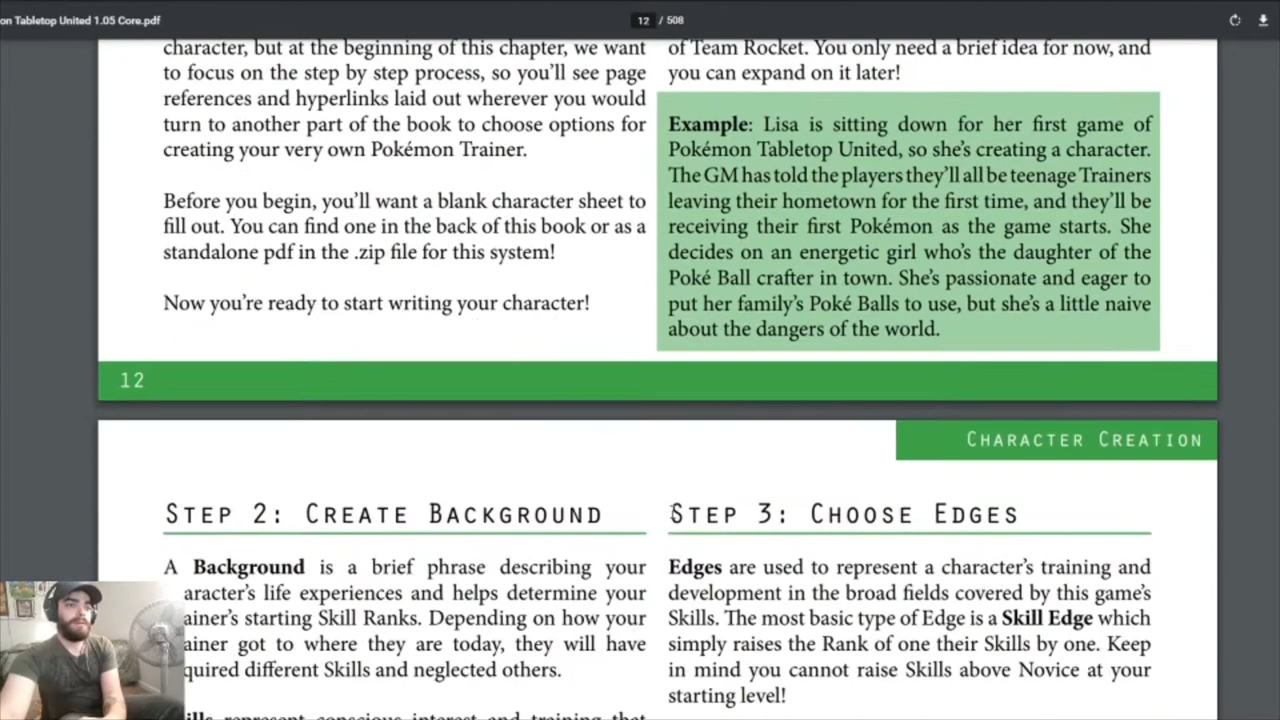 on Tabletop United 1.05 Core.pdf
12 / 508
character, but at the beginning of this chapter, we want
to focus on the step by step process, so you'll see page
references and hyperlinks laid out wherever you would
turn to another part of the book to choose options for
creating your very own Pokémon Trainer.
Before you begin, you'll want a blank character sheet to
fill out. You can find one in the back of this book or as a
standalone pdf in the .zip file for this system!
Now you're ready to start writing your character!
of Team Rocket. You only need a brief idea for now, and
you can expand on it later!
Example: Lisa is sitting down for her first game of
Pokémon Tabletop United, so she's creating a character.
The GM has told the players they'll all be teenage Trainers
leaving their hometown for the first time, and they'll be
receiving their first Pokémon as the game starts. She
decides on an energetic girl who's the daughter of the
Poké Ball crafter in town. She's passionate and eager to
put her family's Poké Balls to use, but she's a little naive
about the dangers of the world.
12
Character Creation
Step 2: Create Background
A Background is a brief phrase describing your
aracter's life experiences and helps determine your
ainer's starting Skill Ranks. Depending on how your
ainer got to where they are today, they will have
quired different Skills and neglected others.
ills represent conscious interest and training that
Step 3: Choose Edges
Edges are used to represent a character's training and
development in the broad fields covered by this game's
Skills. The most basic type of Edge is a Skill Edge which
simply raises the Rank of one their Skills by one. Keep
in mind you cannot raise Skills above Novice at your
starting level!